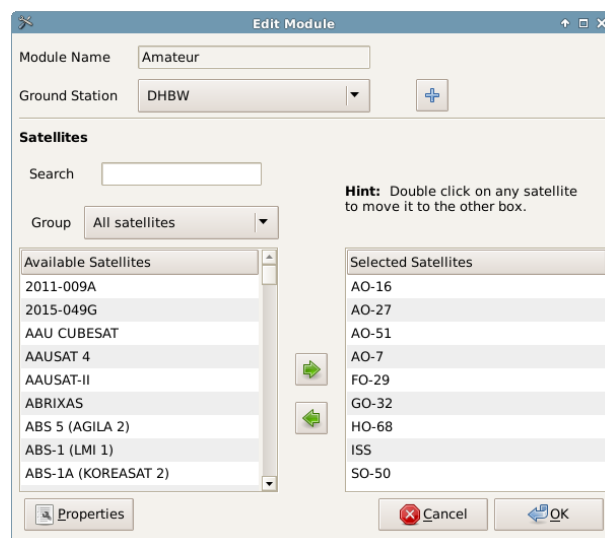 Edit Module
Module Name Amateur
Ground Station DHBW
Satellites
Search
Hint: Double click on any satellite
to move it to the other box.
Group All satellites
Available Satellites
2011-009A
2015-049G
AAU CUBESAT
AAUSAT 4
AAUSAT-II
ABRIXAS
ABS 5 (AGILA 2)
ABS-1 (LMI 1)
ABS-1A (KOREASAT 2)
Selected Satellites
AO-16
AO-27
AO-51
AO-7
FO-29
GO-32
HO-68
ISS
SO-50
Properties
Cancel
OK